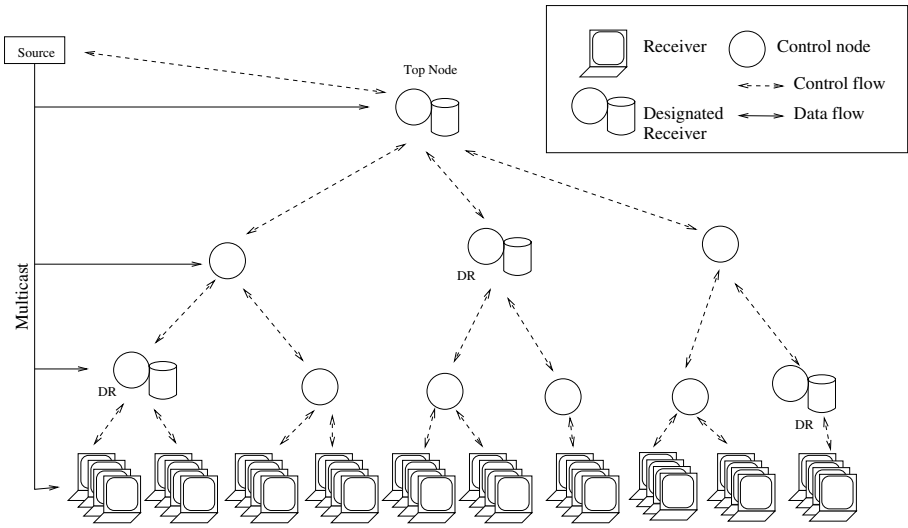 Source
Top Node
Receiver
Control node
Control flow
Designated
Receiver
Data flow
Multicast
DR
DR
DR